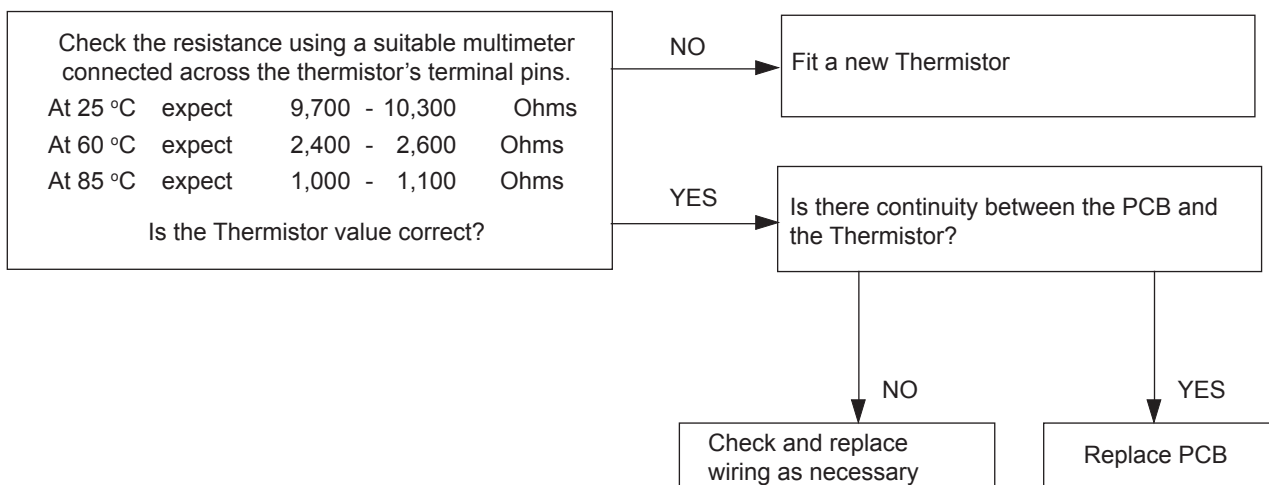 Check the resistance using a suitable multimeter
connected across the thermistor’s terminal pins.
At 25 °C expect 9,700 - 10,300 Ohms
At 60 °C expect 2,400 - 2,600 Ohms
At 85 °C expect 1,000 - 1,100 Ohms
Is the Thermistor value correct?
NO
Fit a new Thermistor
YES
Is there continuity between the PCB and
the Thermistor?
NO
Check and replace
wiring as necessary
YES
Replace PCB